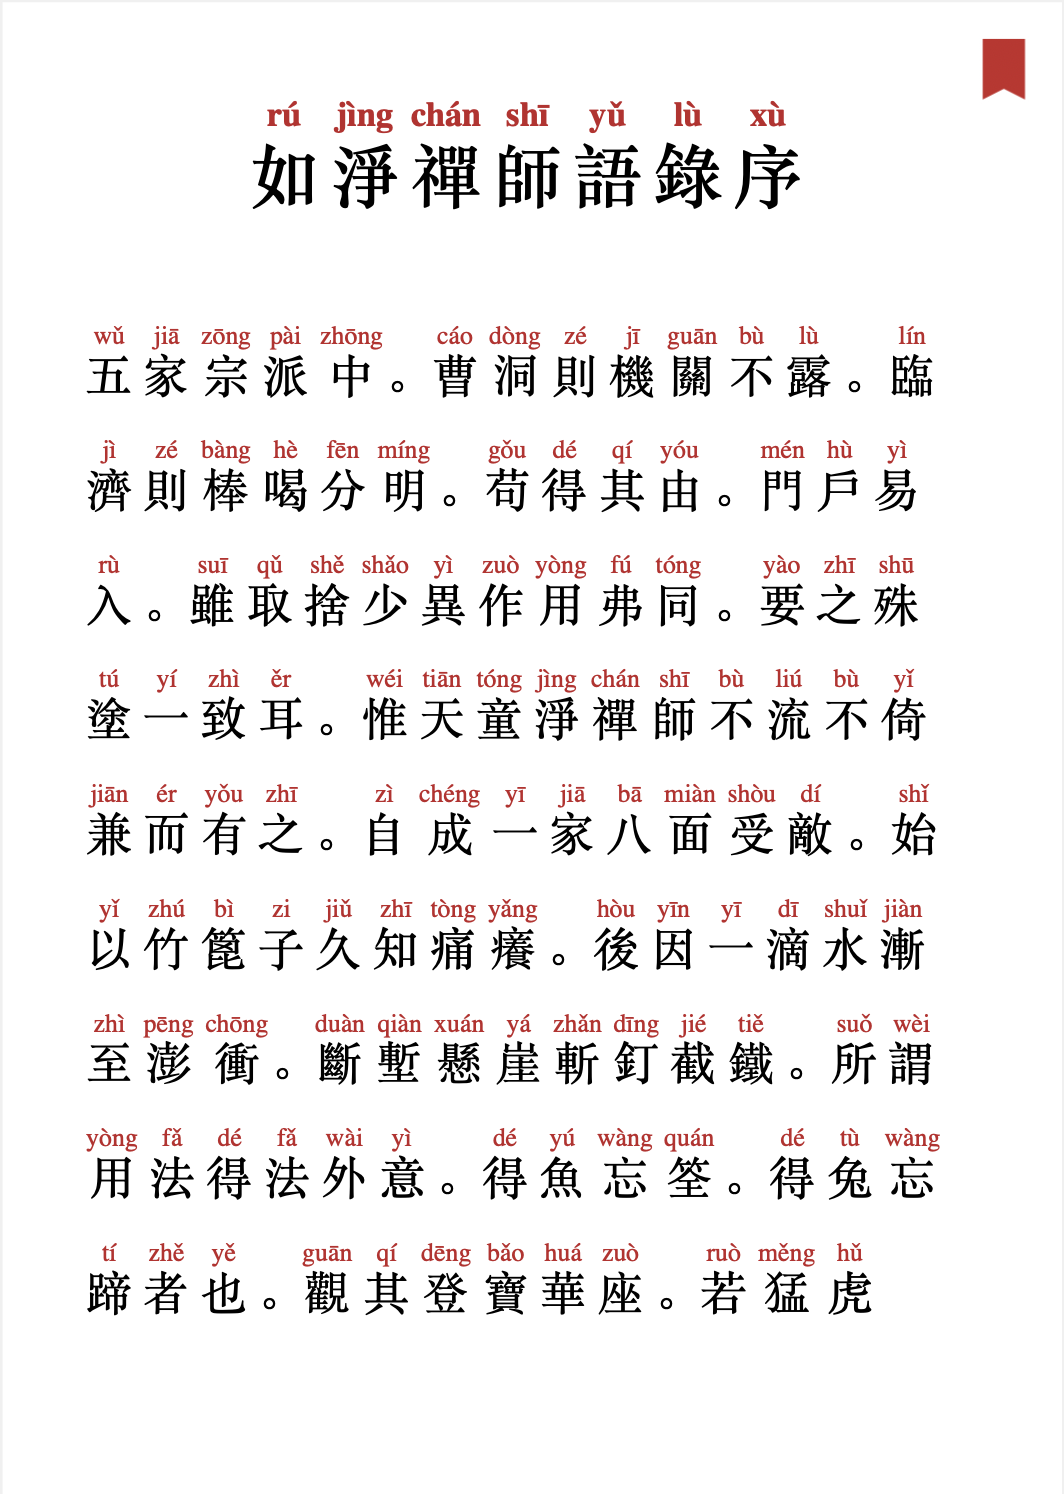 rú jìng chán shī yǔ lù xù
如淨禪師語錄序
wǔ jiā zōng pài zhōng cáo dòng zé jī guān bù lù lín
五家宗派中。曹洞則機關不露。臨
jì zé bàng hè fēn míng gǒu dé qí yóu mén hù yì
濟則棒喝分明。苟得其由。門戶易
rù suī qǔ shě shǎo yì zuò yòng fú tóng yào zhī shū
入。雖取捨少異作用弗同。要之殊
tú yí zhì ěr wéi tiān tóng jìng chán shī bù liú bù yǐ
塗一致耳。惟天童淨禪師不流不倚
jiān ér yǒu zhī zì chéng yī jiā bā miàn shòu dí shǐ
兼而有之。自成一家八面受敵。始
yǐ zhú bì zi jiǔ zhī tòng yǎng hòu yīn yī dī shuǐ jiàn
以竹篦子久知痛癢。後因一滴水漸
zhì pēng chōng duàn qiàn xuán yá zhǎn dīng jié tiě suǒ wèi
至澎衝。斷塹懸崖斬釘截鐵。所謂
yòng fǎ dé fǎ wài yì dé yú wàng quán dé tù wàng
用法得法外意。得魚忘筌。得兔忘
tí zhě yě guān qí dēng bǎo huá zuò ruò měng hǔ
蹄者也。觀其登寶華座。若猛虎